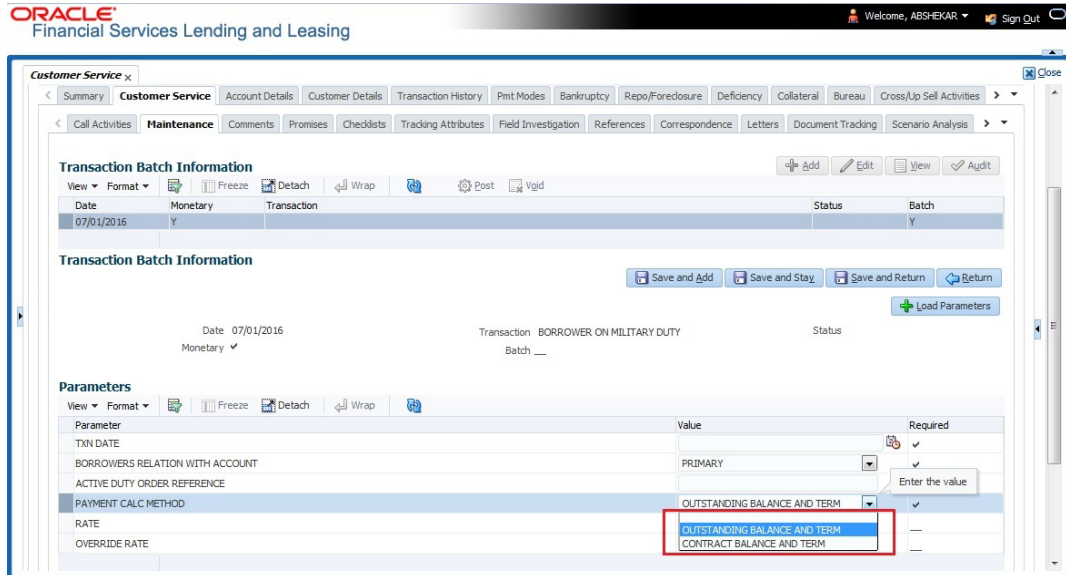 ORACLE®
Financial Services Lending and Leasing
Welcome, ABSHEKAR Sign Out
Customer Service x
Close
Summary Customer Service Account Details Customer Details Transaction History Pmt Modes Bankruptcy Repo/Foreclosure Deficiency Collateral Bureau Cross/Up Sell Activities
Call Activities Maintenance Comments Promises Checklists Tracking Attributes Field Investigation References Correspondence Letters Document Tracking Scenario Analysis
Transaction Batch Information
Add Edit View Audit
View Format Freeze Detach Wrap Post Void
Date Monetary Transaction Status Batch
07/01/2016 Y Y
Transaction Batch Information
Save and Add Save and Stay Save and Return Return
Load Parameters
Date 07/01/2016 Transaction BORROWER ON MILITARY DUTY Status
Monetary Batch
Parameters
View Format Freeze Detach Wrap
Parameter Value Required
TXN DATE
BORROWERS RELATION WITH ACCOUNT PRIMARY
ACTIVE DUTY ORDER REFERENCE Enter the value
PAYMENT CALC METHOD OUTSTANDING BALANCE AND TERM
RATE OUTSTANDING BALANCE AND TERM
OVERRIDE RATE CONTRACT BALANCE AND TERM